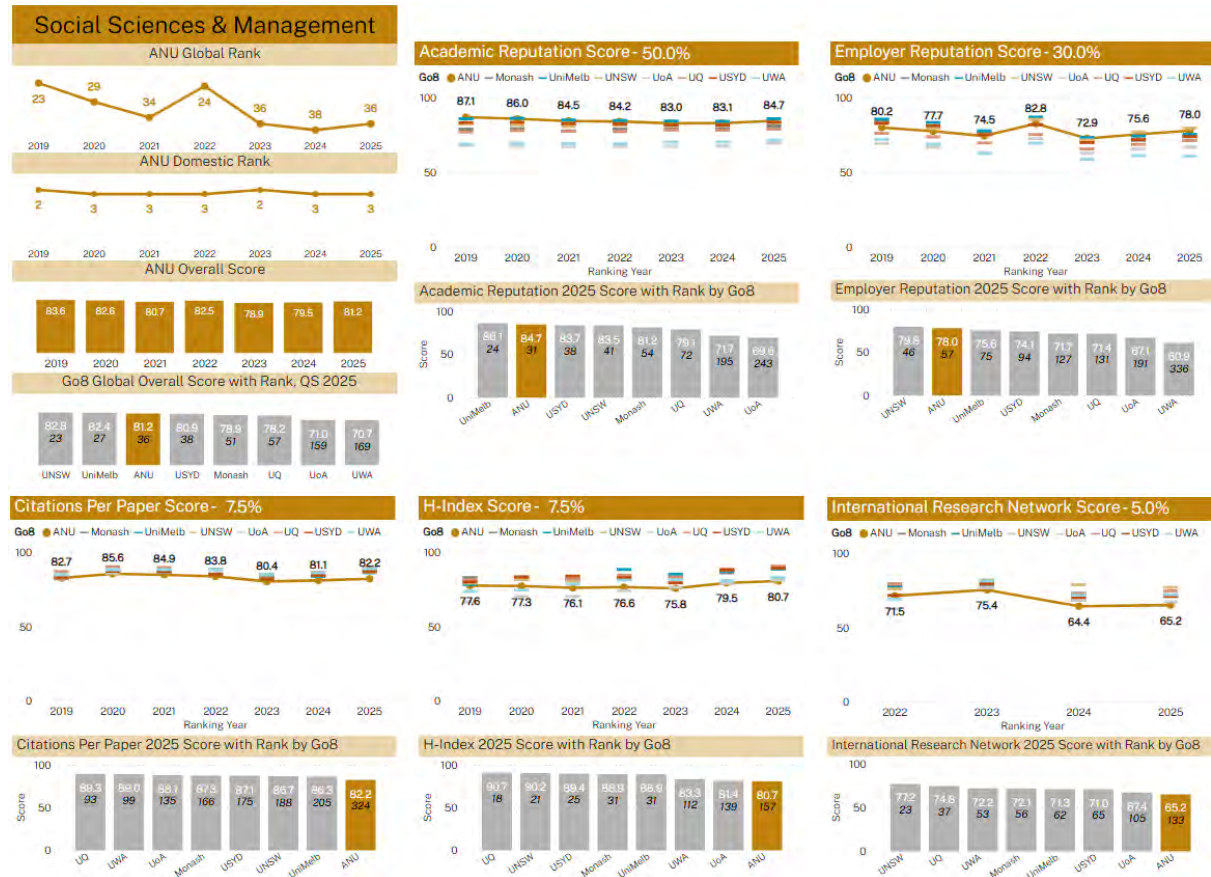 Social Sciences & Management
ANU Global Rank
23 29 34 24 36 38 36
2019 2020 2021 2022 2023 2024 2025
ANU Domestic Rank
2 3 3 3 2 3 3
2019 2020 2021 2022 2023 2024 2025
ANU Overall Score
83.6 82.6 80.7 82.5 78.9 79.5 81.2
2019 2020 2021 2022 2023 2024 2025
Go8 Global Overall Score with Rank, QS 2025
82.8 82.4 81.2 80.9 78.9 78.2 71.0 70.7
23 27 36 38 51 57 159 169
UNSW UniMelb ANU USYD Monash UQ UoA UWA
Academic Reputation Score - 50.0%
Go8 ANU Monash UniMelb UNSW UoA UQ USYD UWA
100
87.1 86.0 84.5 84.2 83.0 83.1 84.7
50
0
2019 2020 2021 2022 2023 2024 2025
Ranking Year
Academic Reputation 2025 Score with Rank by Go8
100
50
0
Score
86.1 84.7 83.7 83.5 81.2 79.1 71.7 69.6
24 31 38 41 54 72 195 243
UniMelb ANU USYD UNSW Monash UQ UWA UoA
Employer Reputation Score - 30.0%
Go8 ANU Monash UniMelb UNSW UoA UQ USYD UWA
100
80.2 77.7 74.5 82.8 72.9 75.6 78.0
50
0
2019 2020 2021 2022 2023 2024 2025
Ranking Year
Employer Reputation 2025 Score with Rank by Go8
100
50
0
Score
79.8 78.0 75.6 74.1 71.7 71.4 67.1 60.9
46 57 75 94 127 131 191 336
UNSW ANU UniMelb USYD Monash UQ UoA UWA
Citations Per Paper Score - 7.5%
Go8 ANU Monash UniMelb UNSW UoA UQ USYD UWA
100
82.7 85.6 84.9 83.8 80.4 81.1 82.2
50
0
2019 2020 2021 2022 2023 2024 2025
Ranking Year
Citations Per Paper 2025 Score with Rank by Go8
100
50
0
Score
89.3 89.0 88.1 87.3 87.1 86.7 86.3 82.2
93 99 135 166 175 188 205 324
UQ UWA UoA Monash USYD UNSW UniMelb ANU
H-Index Score - 7.5%
Go8 ANU Monash UniMelb UNSW UoA UQ USYD UWA
100
77.6 77.3 76.1 76.6 75.8 79.5 80.7
50
0
2019 2020 2021 2022 2023 2024 2025
Ranking Year
H-Index 2025 Score with Rank by Go8
100
50
0
Score
90.7 90.2 89.4 88.9 88.9 83.3 81.4 80.7
18 21 25 31 31 112 139 157
UQ UNSW USYD Monash UniMelb UWA UoA ANU
International Research Network Score - 5.0%
Go8 ANU Monash UniMelb UNSW UoA UQ USYD UWA
100
71.5 75.4 64.4 65.2
50
0
2022 2023 2024 2025
Ranking Year
International Research Network 2025 Score with Rank by Go8
100
50
0
Score
77.2 74.8 72.2 72.1 71.3 71.0 67.4 65.2
23 37 53 56 62 65 105 133
UNSW UQ UWA Monash UniMelb USYD UoA ANU